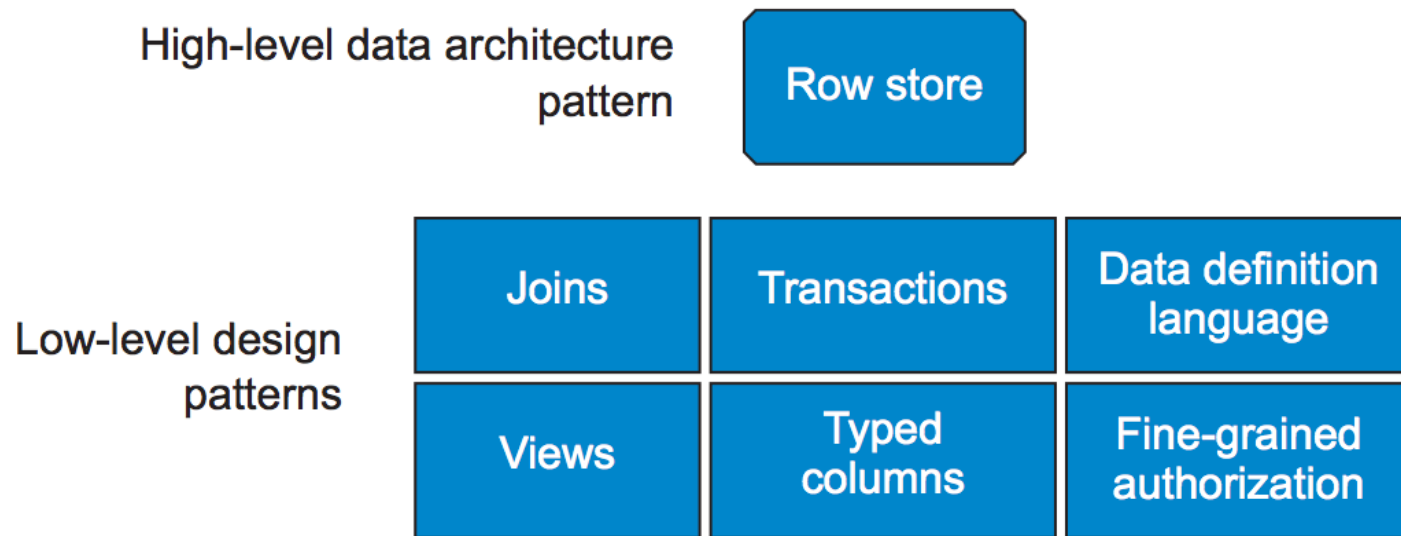 High-level data architecture
pattern
Row store
Low-level design
patterns
Joins
Transactions
Data definition
language
Views
Typed
columns
Fine-grained
authorization